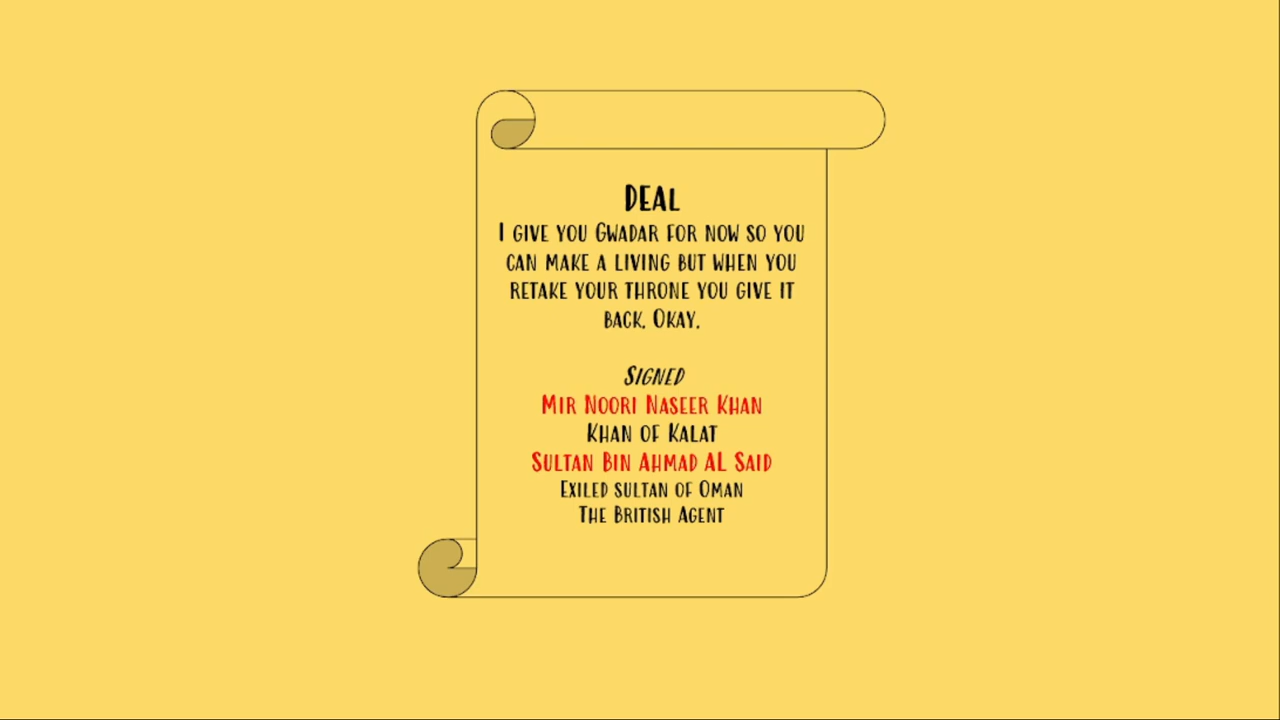 Deal
I give you Gwadar for now so you
can make a living but when you
retake your throne you give it
back. Okay.
Signed
Mir Noori Naseer Khan
Khan of Kalat
Sultan Bin Ahmad AL Said
Exiled sultan of Oman
The British Agent